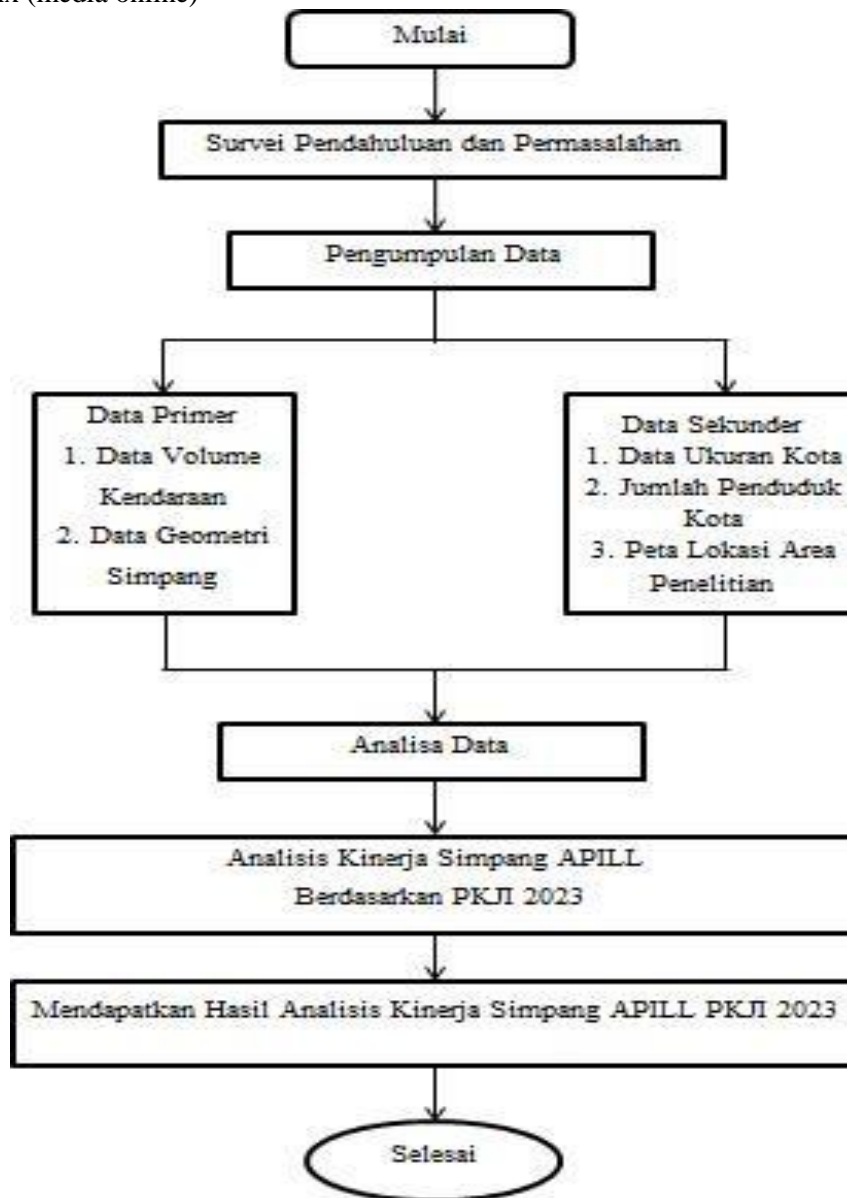 (media online)
Mulai
Survei Pendahuluan dan Permasalahan
Pengumpulan Data
Data Primer
1. Data Volume
Kendaraan
2. Data Geometri
Simpang
Data Sekunder
1. Data Ukuran Kota
2. Jumlah Penduduk
Kota
3. Peta Lokasi Area
Penelitian
Analisa Data
Analisis Kinerja Simpang APILL
Berdasarkan PKJI 2023
Mendapatkan Hasil Analisis Kinerja Simpang APILL PKJI 2023
Selesai